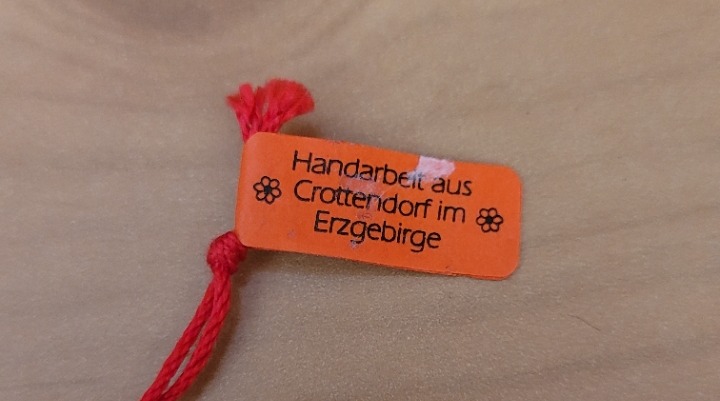 Handarbeit aus
Crottendorf im
Erzgebirge